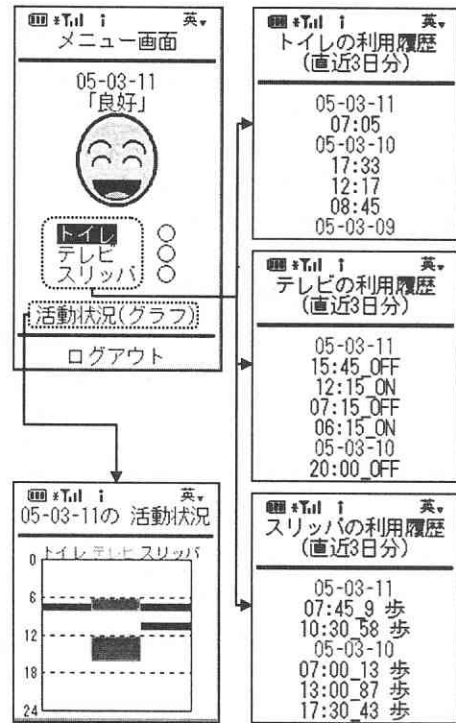 英
メニュー画面
05-03-11
「良好」
トイレ
テレビ
スリッパ
活動状況(グラフ)
ログアウト
英
トイレの利用履歴
(直近3日分)
05-03-11
07:05
05-03-10
17:33
12:17
08:45
05-03-09
英
テレビの利用履歴
(直近3日分)
05-03-11
15:45_OFF
12:15_ON
07:15_OFF
06:15_ON
05-03-10
20:00_OFF
英
05-03-11の 活動状況
トイレ テレビ スリッパ
0
6
12
18
24
英
スリッパの利用履歴
(直近3日分)
05-03-11
07:45_9 歩
10:30_58 歩
05-03-10
07:00_13 歩
13:00_87 歩
17:30_43 歩